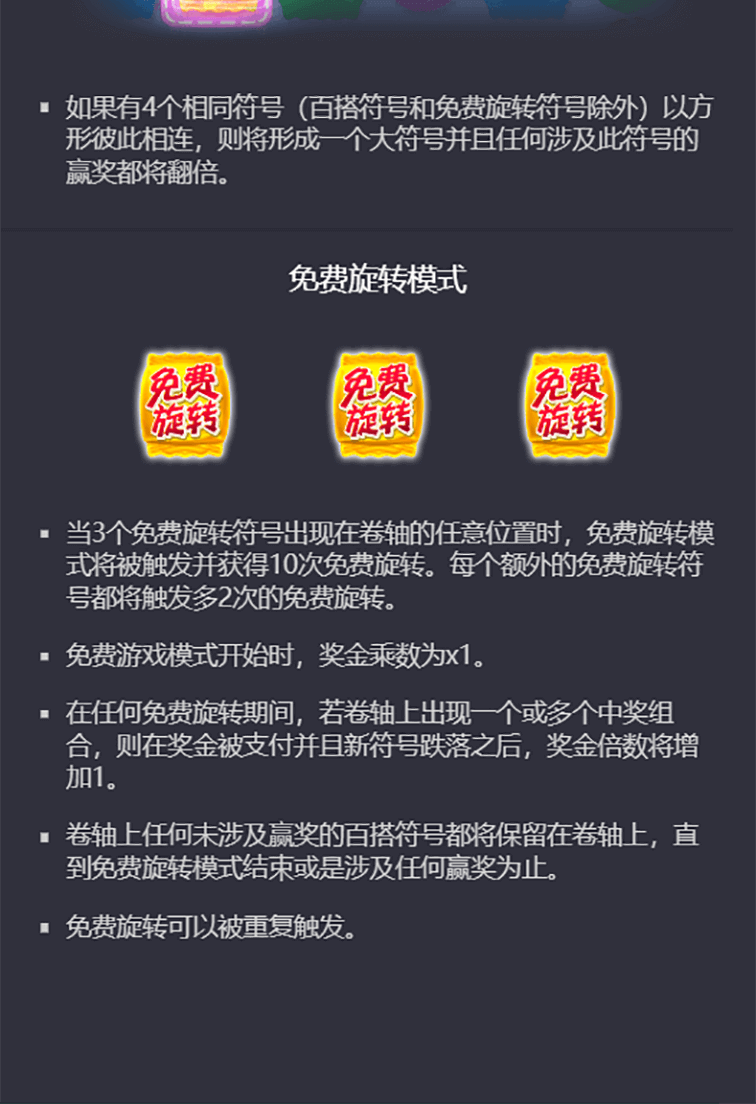 ▪ 如果有4个相同符号（百搭符号和免费旋转符号除外）以方
形彼此相连，则将形成一个大符号并且任何涉及此符号的
赢奖都将翻倍。
免费旋转模式
免费 免费 免费
旋转 旋转 旋转
▪ 当3个免费旋转符号出现在卷轴的任意位置时，免费旋转模
式将被触发并获得10次免费旋转。每个额外的免费旋转符
号都将触发多2次的免费旋转。
▪ 免费游戏模式开始时，奖金乘数为x1。
▪ 在任何免费旋转期间，若卷轴上出现一个或多个中奖组
合，则在奖金被支付并且新符号跌落之后，奖金倍数将增
加1。
▪ 卷轴上任何未涉及赢奖的百搭符号都将保留在卷轴上，直
到免费旋转模式结束或是涉及任何赢奖为止。
▪ 免费旋转可以被重复触发。